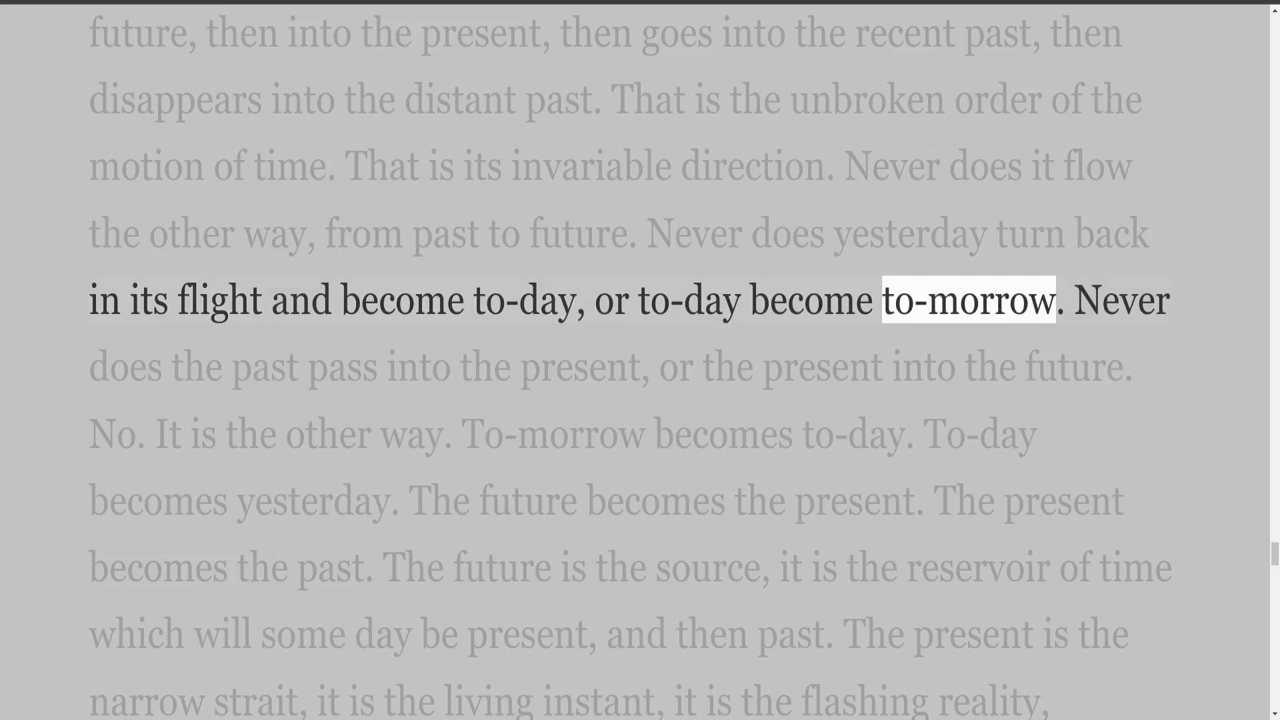 future, then into the present, then goes into the recent past, then
disappears into the distant past. That is the unbroken order of the
motion of time. That is its invariable direction. Never does it flow
the other way, from past to future. Never does yesterday turn back
in its flight and become to-day, or to-day become to-morrow. Never
does the past pass into the present, or the present into the future.
No. It is the other way. To-morrow becomes to-day. To-day
becomes yesterday. The future becomes the present. The present
becomes the past. The future is the source, it is the reservoir of time
which will some day be present, and then past. The present is the
narrow strait, it is the living instant, it is the flashing reality,